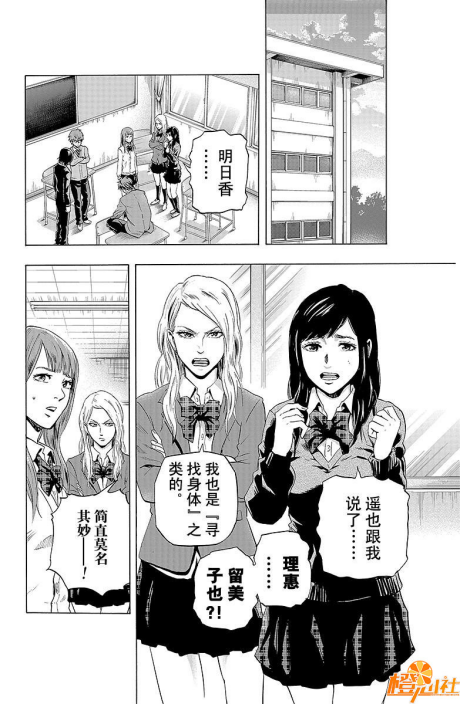 明日香
……
遥也跟我
说了……
理惠
……
我也是『寻
找身体』之
类的。
留美
子也?!
简直莫名
其妙——!
橙心社